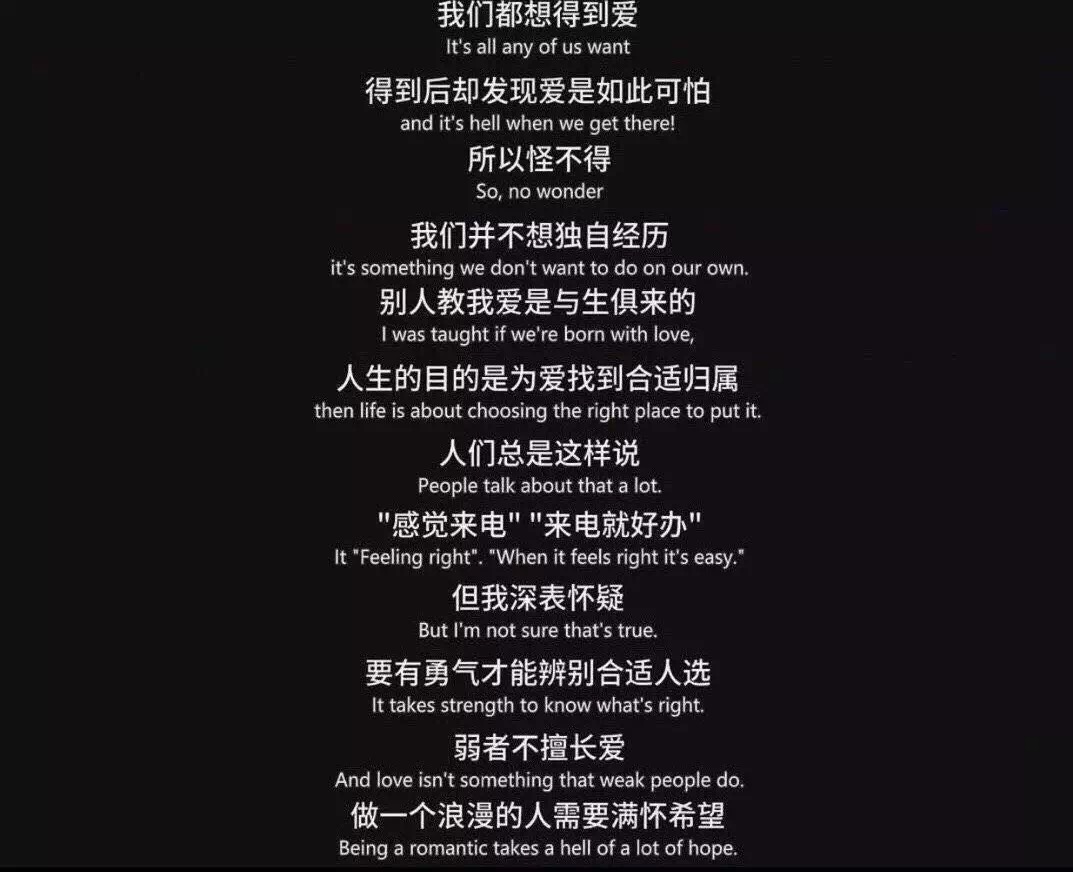 我们都想得到爱
It's all any of us want
得到后却发现爱是如此可怕
and it's hell when we get there!
所以怪不得
So, no wonder
我们并不想独自经历
it's something we don't want to do on our own.
别人教我爱是与生俱来的
I was taught if we're born with love,
人生的目的是为爱找到合适归属
then life is about choosing the right place to put it.
人们总是这样说
People talk about that a lot.
"感觉来电" "来电就好办"
It "Feeling right". "When it feels right it's easy."
但我深表怀疑
But I'm not sure that's true.
要有勇气才能辨别合适人选
It takes strength to know what's right.
弱者不擅长爱
And love isn't something that weak people do.
做一个浪漫的人需要满怀希望
Being a romantic takes a hell of a lot of hope.